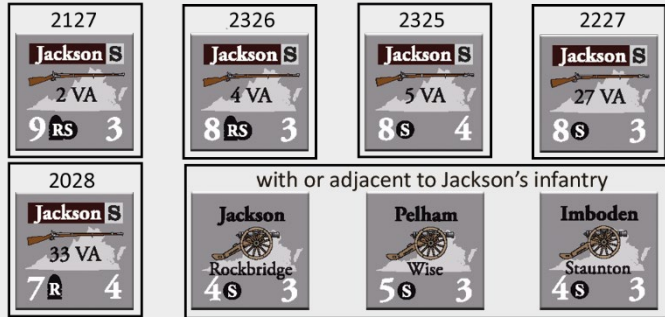 2127
2326
2325
2227
Jackson S
Jackson S
Jackson S
Jackson S
2 VA
4 VA
5 VA
27 VA
9 RS 3
8 RS 3
8 S 4
8 S 3
2028
with or adjacent to Jackson's infantry
Jackson S
Jackson
Pelham
Imboden
33 VA
Rockbridge
Wise
Staunton
7 R 4
4 S 3
5 S 3
4 S 3